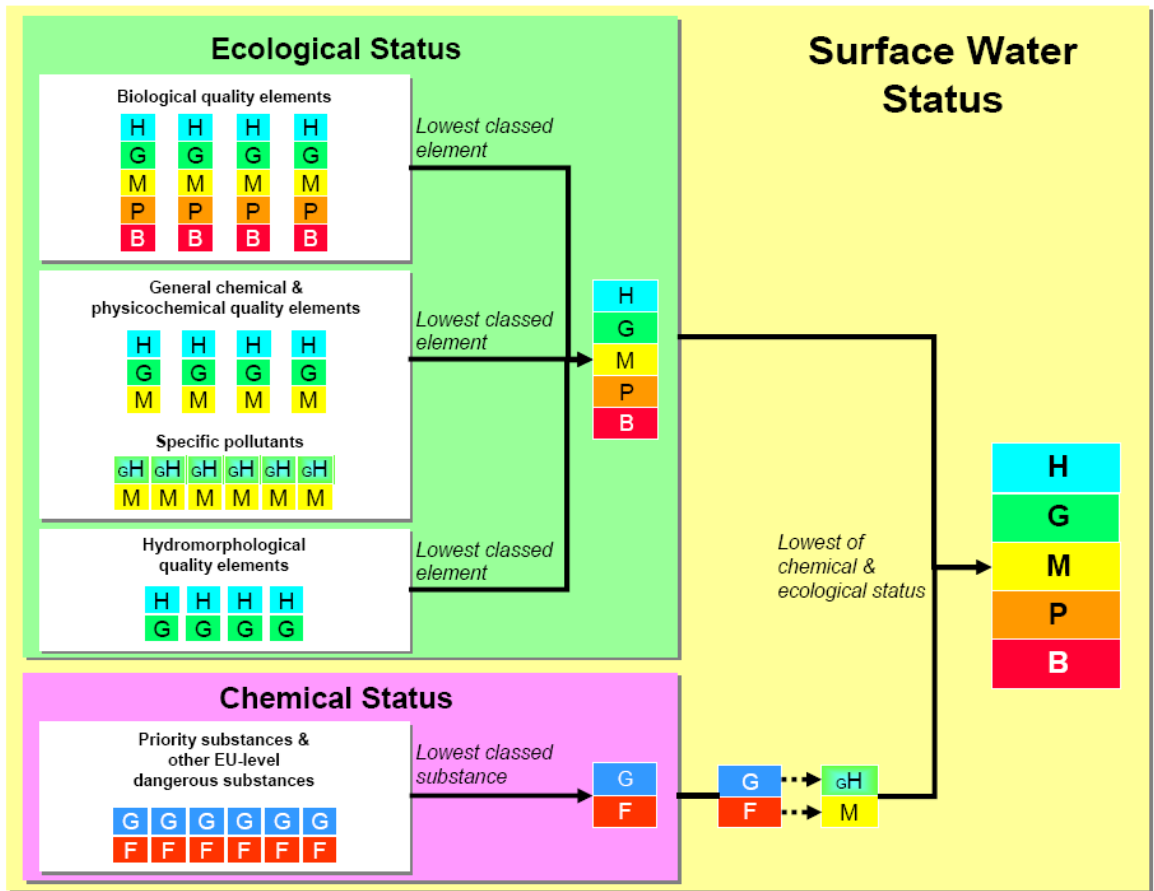 Ecological Status
Biological quality elements
H H H H
G G G G
M M M M
P P P P
B B B B
Lowest classed
element
General chemical &
physicochemical quality elements
H H H H
G G G G
M M M M
Specific pollutants
GH GH GH GH GH GH
M M M M M M
Lowest classed
element
Hydromorphological
quality elements
H H H H
G G G G
Lowest classed
element
H
G
M
P
B
Chemical Status
Priority substances &
other EU-level
dangerous substances
G G G G G G
F F F F F F
Lowest classed
substance
G
F
G
F
GH
M
Surface Water
Status
Lowest of
chemical &
ecological status
H
G
M
P
B